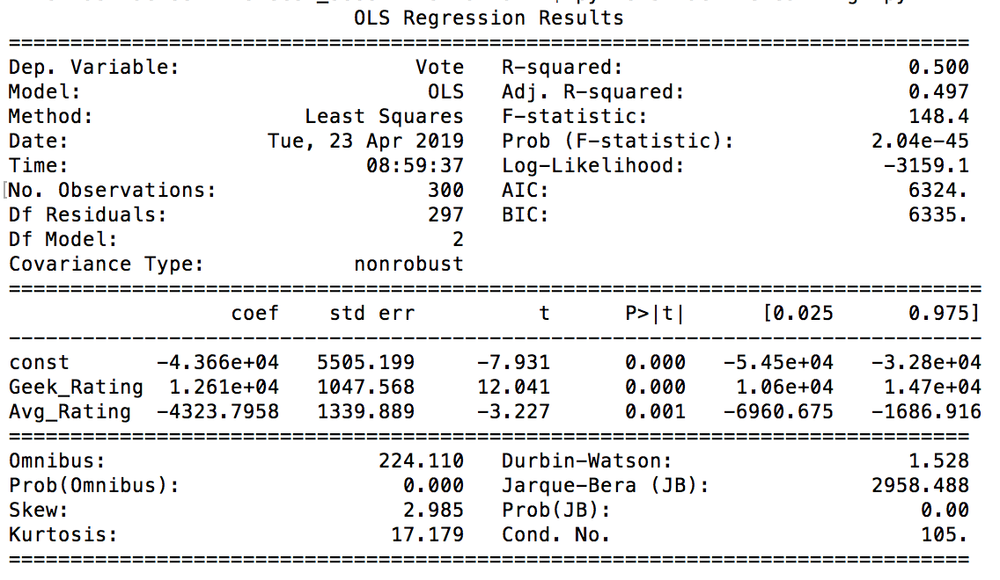 OLS Regression Results
==============================================================================
Dep. Variable: Vote R-squared: 0.500
Model: OLS Adj. R-squared: 0.497
Method: Least Squares F-statistic: 148.4
Date: Tue, 23 Apr 2019 Prob (F-statistic): 2.04e-45
Time: 08:59:37 Log-Likelihood: -3159.1
No. Observations: 300 AIC: 6324.
Df Residuals: 297 BIC: 6335.
Df Model: 2
Covariance Type: nonrobust
===============================================================================
coef std err t P>|t| [0.025 0.975]
-------------------------------------------------------------------------------
const -4.366e+04 5505.199 -7.931 0.000 -5.45e+04 -3.28e+04
Geek_Rating 1.261e+04 1047.568 12.041 0.000 1.06e+04 1.47e+04
Avg_Rating -4323.7958 1339.889 -3.227 0.001 -6960.675 -1686.916
==============================================================================
Omnibus: 224.110 Durbin-Watson: 1.528
Prob(Omnibus): 0.000 Jarque-Bera (JB): 2958.488
Skew: 2.985 Prob(JB): 0.00
Kurtosis: 17.179 Cond. No. 105.
==============================================================================